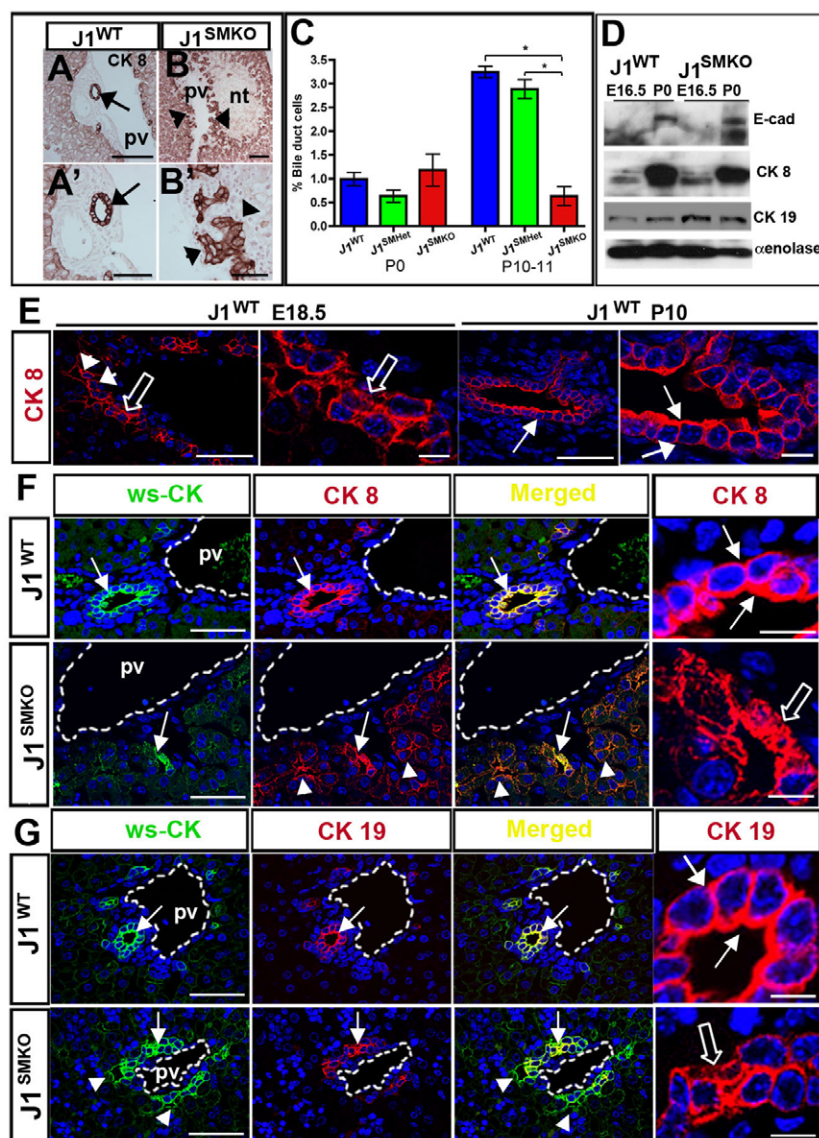 J1WT
J1SMKO
A
CK 8
pv
B
pv
nt
A'
B'
C
% Bile duct cells
3.5
3.0
2.5
2.0
1.5
1.0
0.5
0.0
*
*
J1WT
J1SMHet
J1SMKO
J1WT
J1SMHet
J1SMKO
P0
P10-11
D
J1WT
J1SMKO
E16.5
P0
E16.5
P0
E-cad
CK 8
CK 19
αenolase
E
J1WT E18.5
J1WT P10
CK 8
F
ws-CK
CK 8
Merged
CK 8
J1WT
pv
J1SMKO
pv
G
ws-CK
CK 19
Merged
CK 19
J1WT
pv
J1SMKO
pv